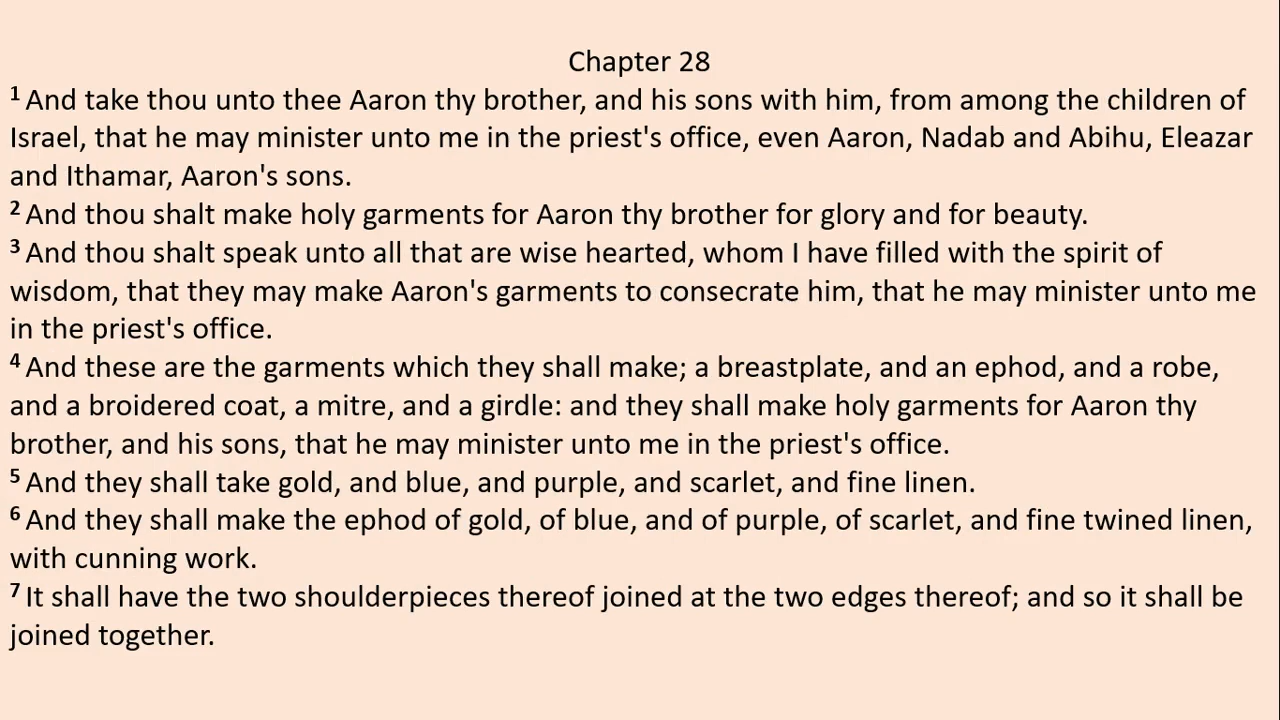 Chapter 28
1 And take thou unto thee Aaron thy brother, and his sons with him, from among the children of
Israel, that he may minister unto me in the priest's office, even Aaron, Nadab and Abihu, Eleazar
and Ithamar, Aaron's sons.
2 And thou shalt make holy garments for Aaron thy brother for glory and for beauty.
3 And thou shalt speak unto all that are wise hearted, whom I have filled with the spirit of
wisdom, that they may make Aaron's garments to consecrate him, that he may minister unto me
in the priest's office.
4 And these are the garments which they shall make; a breastplate, and an ephod, and a robe,
and a broidered coat, a mitre, and a girdle: and they shall make holy garments for Aaron thy
brother, and his sons, that he may minister unto me in the priest's office.
5 And they shall take gold, and blue, and purple, and scarlet, and fine linen.
6 And they shall make the ephod of gold, of blue, and of purple, of scarlet, and fine twined linen,
with cunning work.
7 It shall have the two shoulderpieces thereof joined at the two edges thereof; and so it shall be
joined together.